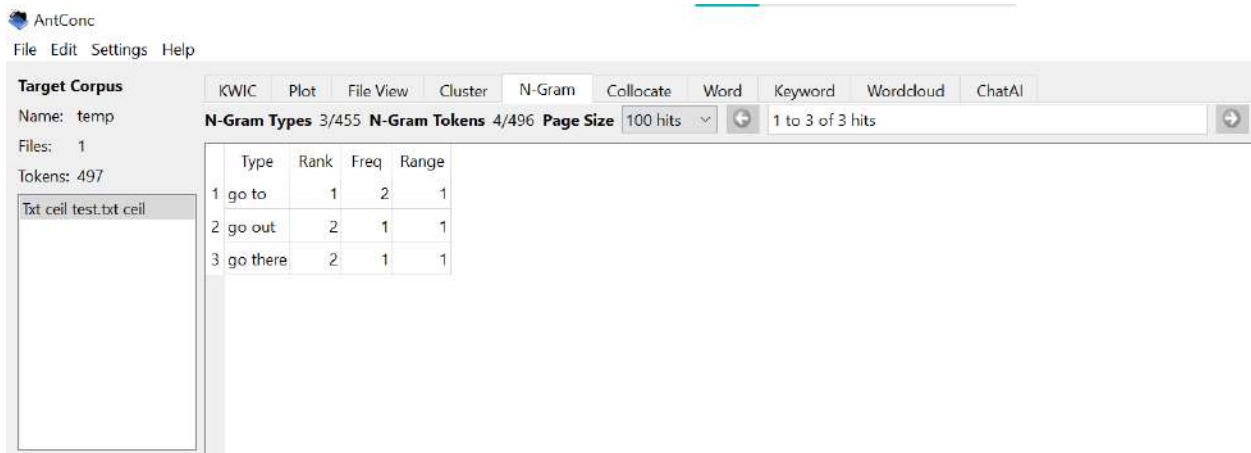 AntConc
File Edit Settings Help
Target Corpus
Name: temp
Files: 1
Tokens: 497
Txt ceil test.txt ceil
KWIC Plot File View Cluster N-Gram Collocate Word Keyword Wordcloud ChatAI
N-Gram Types 3/455 N-Gram Tokens 4/496 Page Size 100 hits 1 to 3 of 3 hits
Type Rank Freq Range
1 go to 1 2 1
2 go out 2 1 1
3 go there 2 1 1